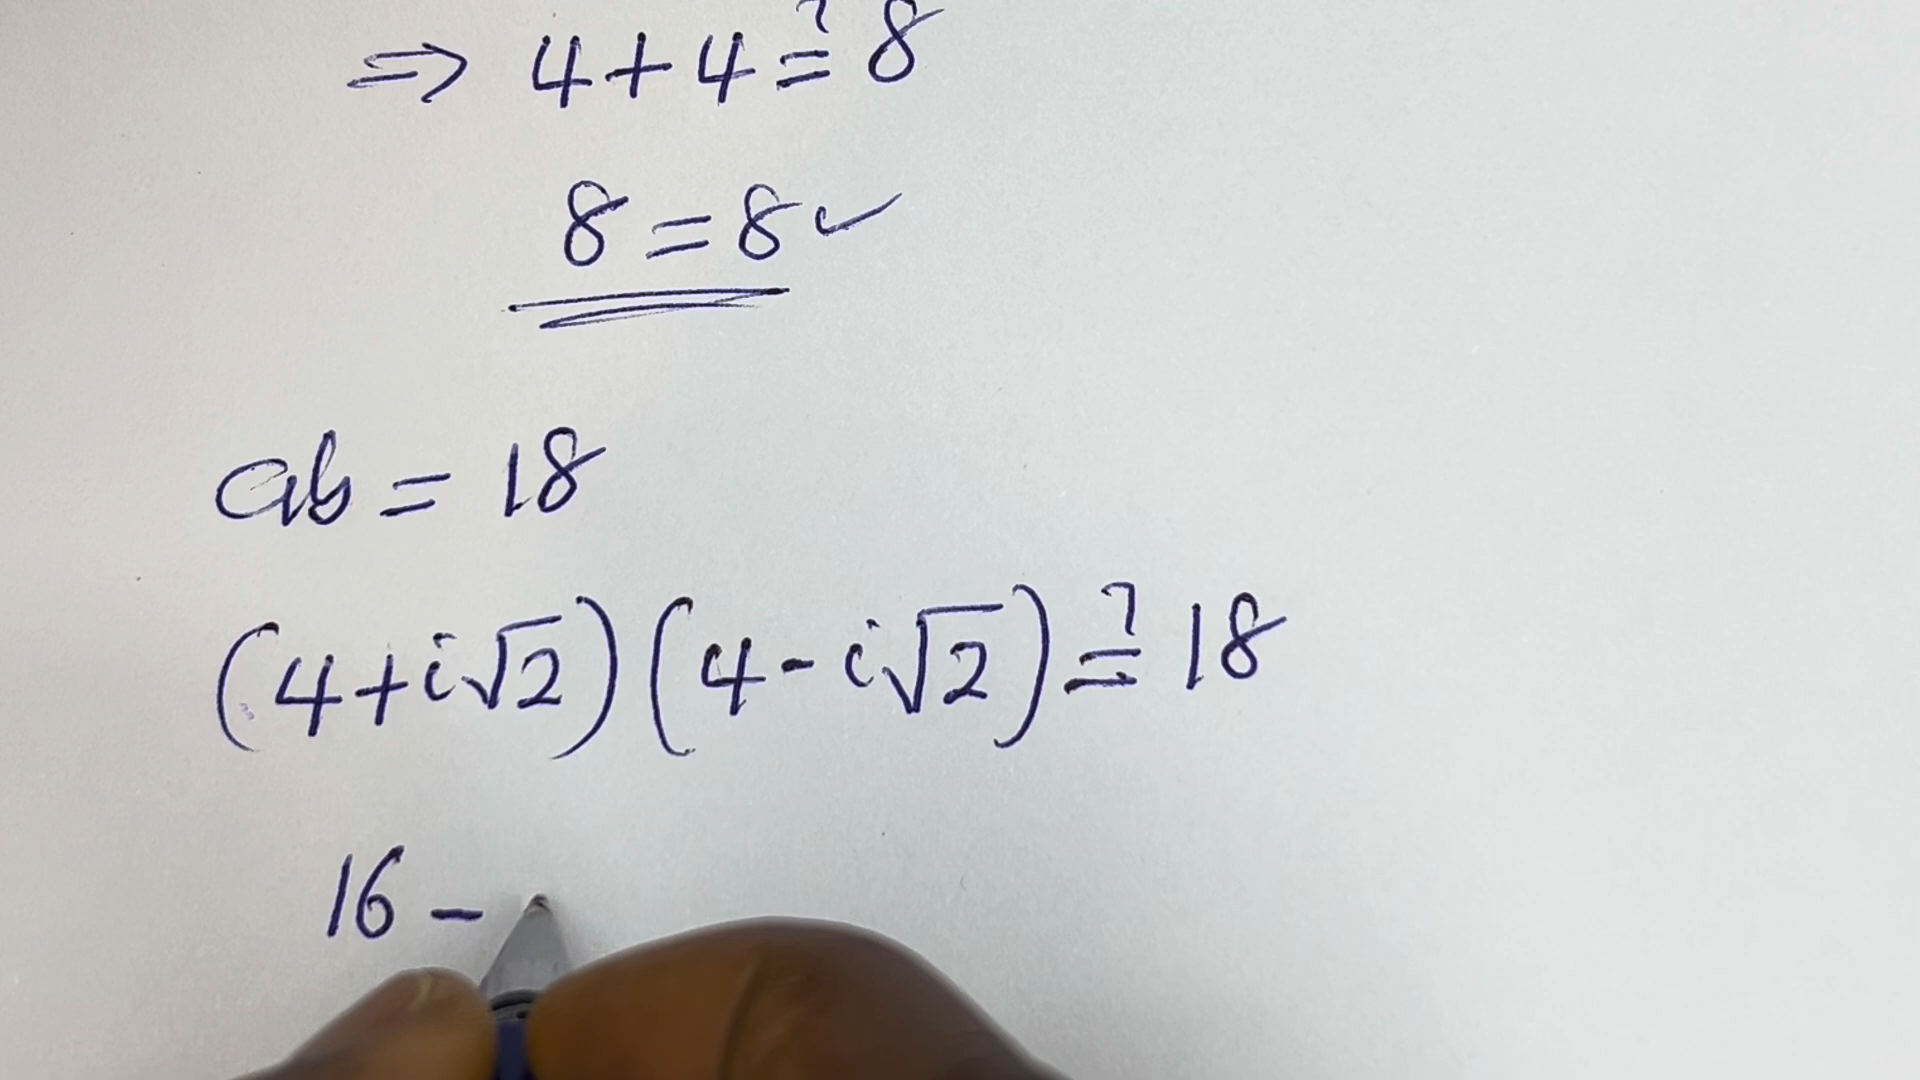 ⇒ 4+4 ≟ 8
8 = 8 ✓
ab = 18
(4+i√2)(4-i√2) ≟ 18
16 -